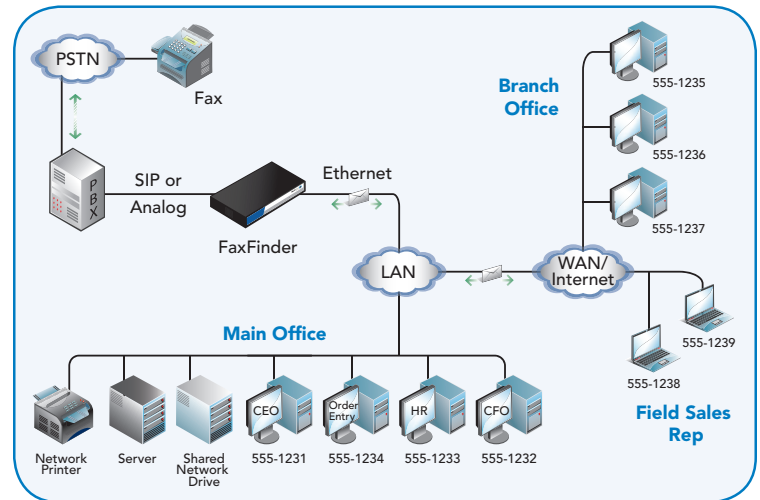 PSTN
Fax
PBX
SIP or
Analog
FaxFinder
Ethernet
LAN
WAN/
Internet
Branch
Office
555-1235
555-1236
555-1237
555-1239
555-1238
Field Sales
Rep
Main Office
Network
Printer
Server
Shared
Network
Drive
CEO
555-1231
Order
Entry
555-1234
HR
555-1233
CFO
555-1232